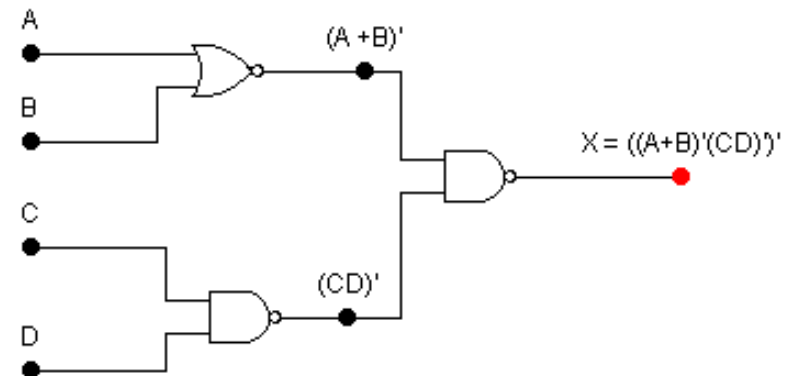 A
(A +B)'
B
X = ((A+B)'(CD)')'
C
(CD)'
D